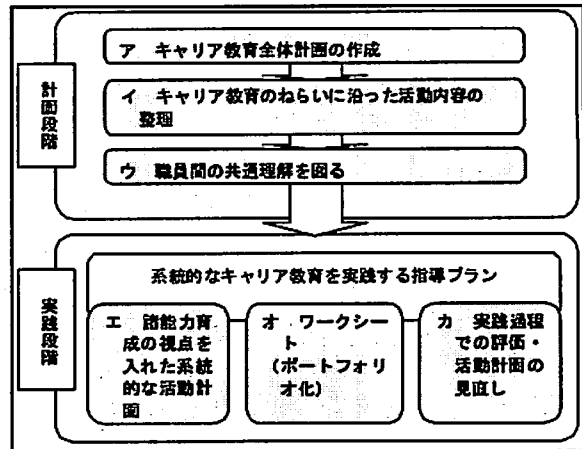 計画段階
ア　キャリア教育全体計画の作成
イ　キャリア教育のねらいに沿った活動内容の
整理
ウ　職員間の共通理解を図る
実践段階
系統的なキャリア教育を実践する指導プラン
エ　諸能力育
成の視点を
入れた系統
的な活動計
画
オ　ワークシー
ト
（ポートフォリ
オ化）
カ　実践過程
での評価・
活動計画の
見直し